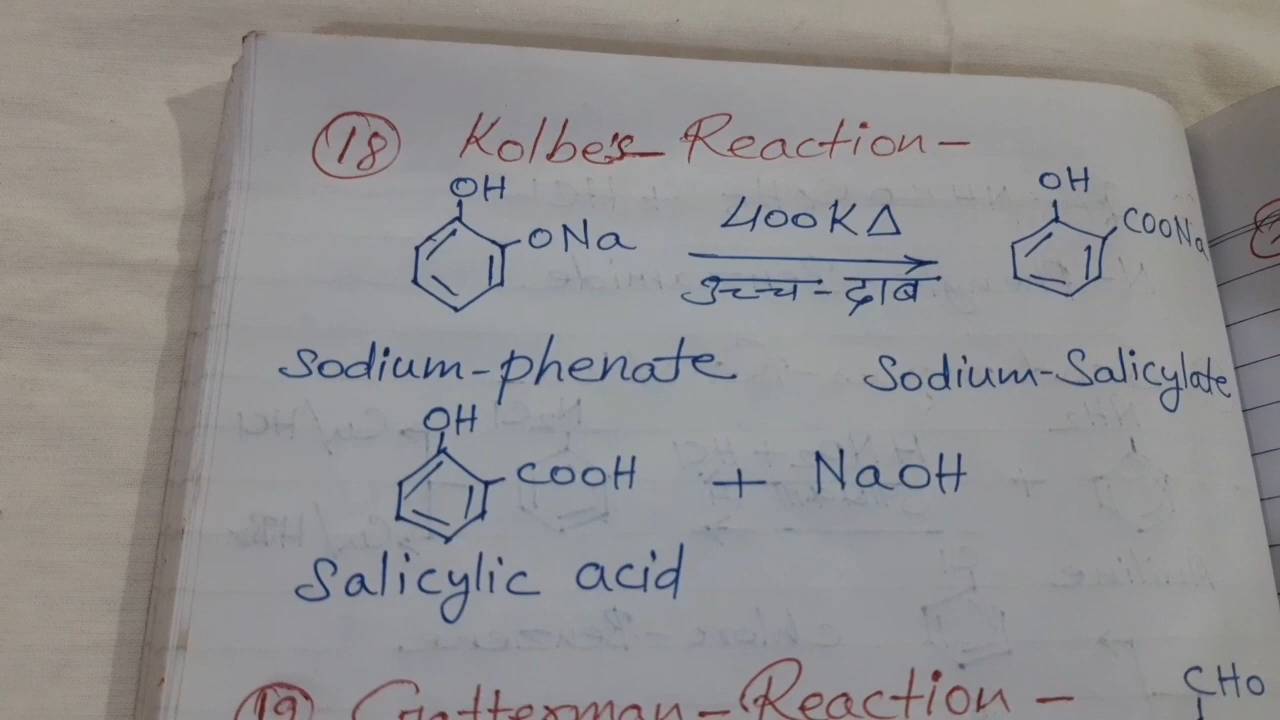 18 Kolbe's Reaction -
OH OH
ONa 400K Δ COONa
उच्च - दाब
Sodium-phenate Sodium-Salicylate
OH
COOH + NaOH
Salicylic acid
19 Gatterman - Reaction - CHO